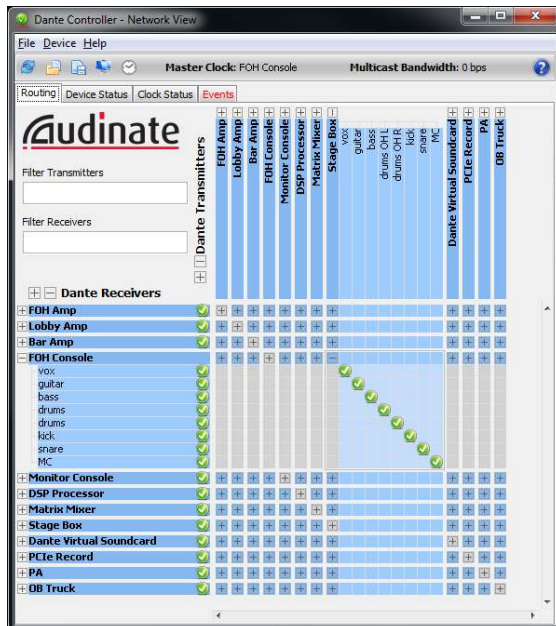 Dante Controller - Network View
File Device Help
Master Clock: FOH Console Multicast Bandwidth: 0 bps
Routing Device Status Clock Status Events
Audinate
Filter Transmitters
Filter Receivers
Dante Transmitters
FOH Amp
Lobby Amp
Bar Amp
FOH Console
Monitor Console
DSP Processor
Matrix Mixer
Stage Box
vox
guitar
bass
drums OH L
drums OH R
kick
snare
MC
Dante Virtual Soundcard
PCIe Record
PA
OB Truck
Dante Receivers
FOH Amp
Lobby Amp
Bar Amp
FOH Console
vox
guitar
bass
drums
drums
kick
snare
MC
Monitor Console
DSP Processor
Matrix Mixer
Stage Box
Dante Virtual Soundcard
PCIe Record
PA
OB Truck